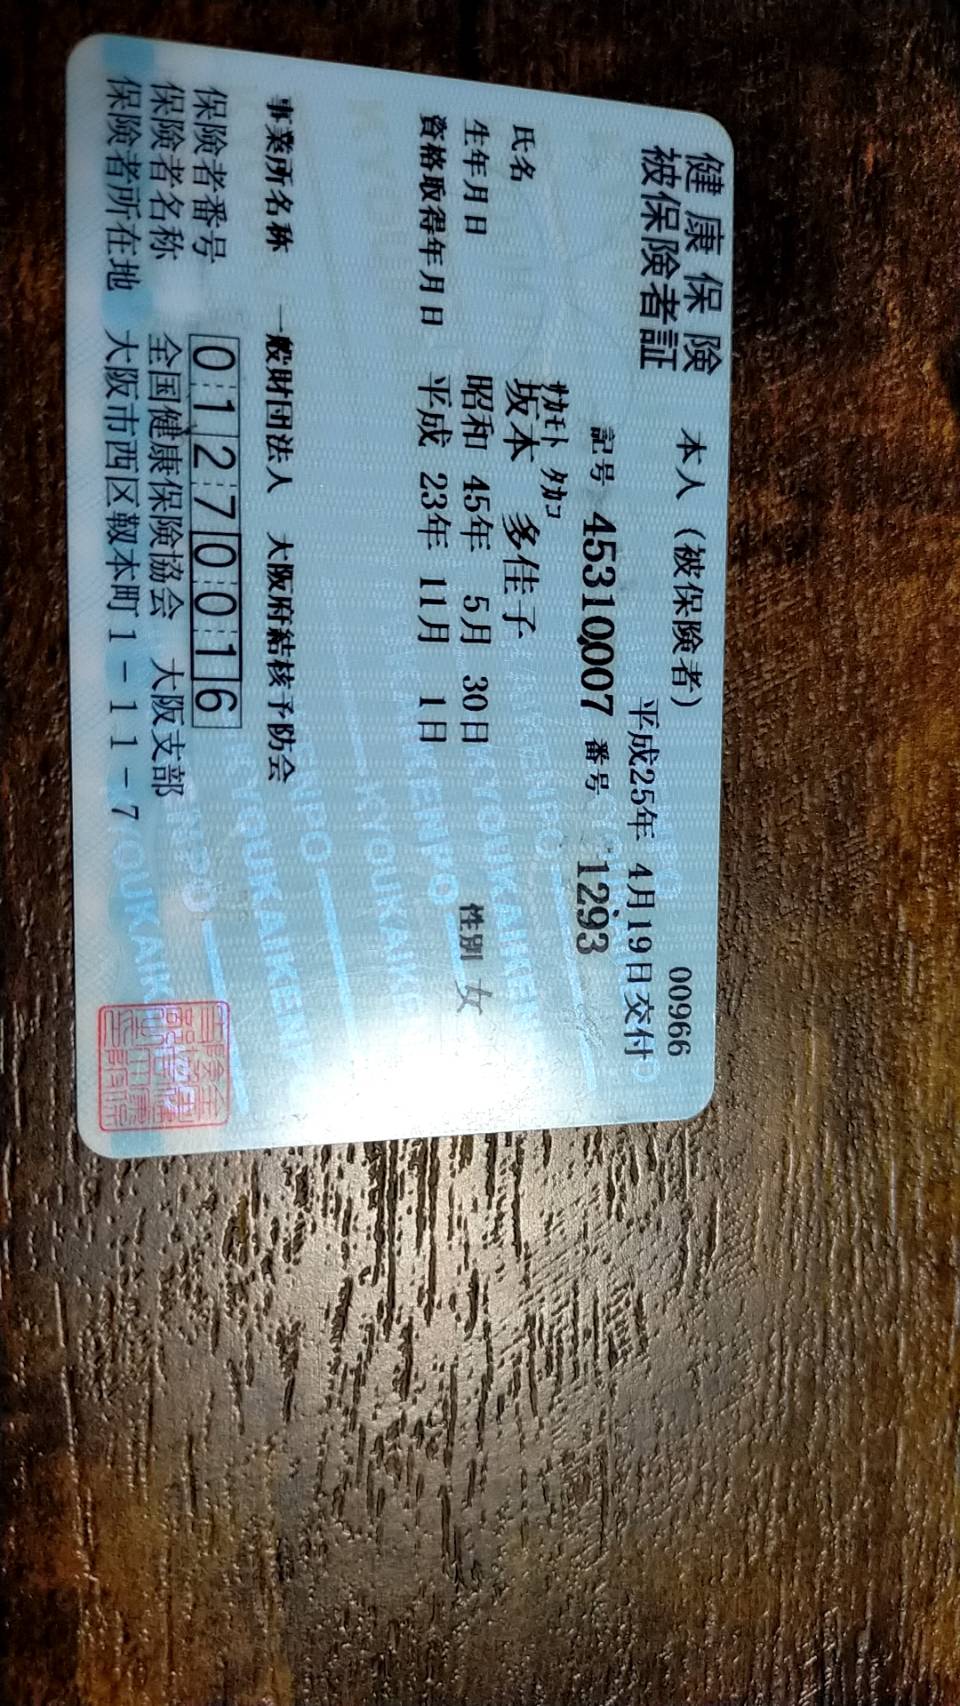 健康保険 本人（被保険者） 00966
被保険者証 平成25年 4月19日交付
記号 45310007 番号 1293
ｻｶﾓﾄ ﾀｶｺ
氏名 坂本 多佳子
生年月日 昭和 45年 5月 30日 性別 女
資格取得年月日 平成 23年 11月 1日
事業所名称 一般財団法人 大阪府結核予防会
保険者番号 01270016
保険者名称 全国健康保険協会 大阪支部
保険者所在地 大阪市西区靱本町1-11-7